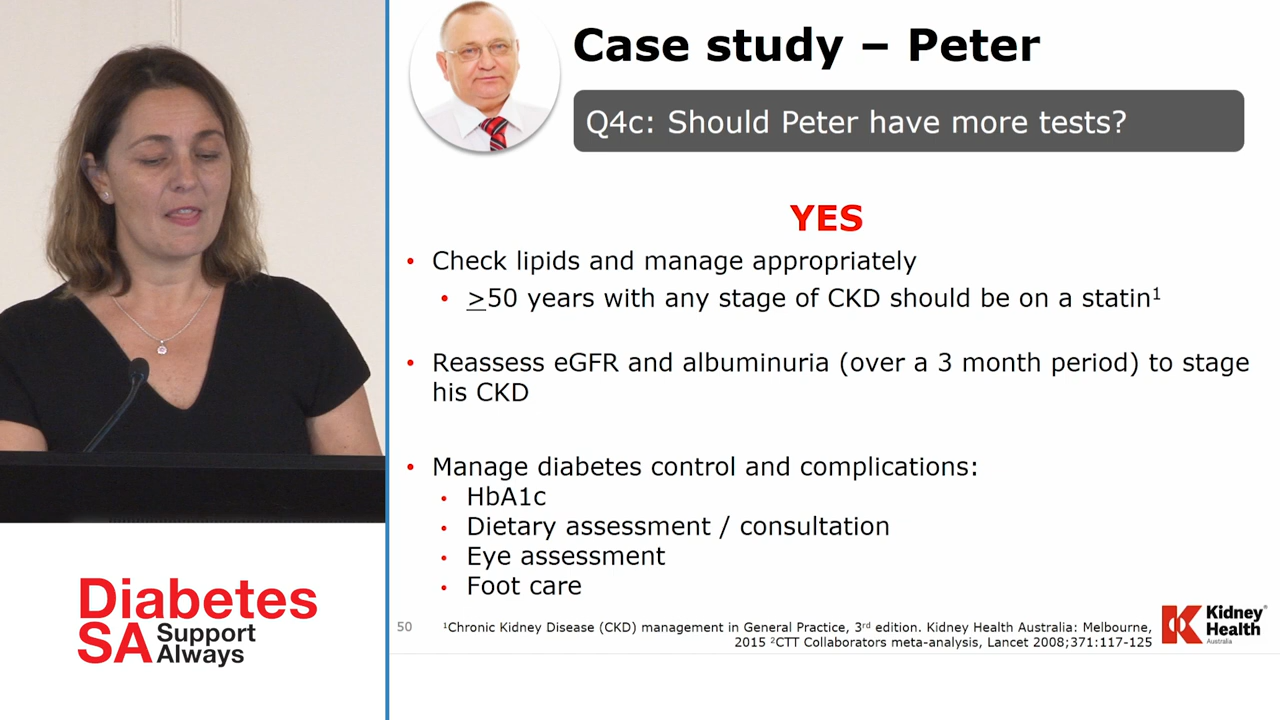 Case study – Peter
Q4c: Should Peter have more tests?
YES
• Check lipids and manage appropriately
• >50 years with any stage of CKD should be on a statin¹
• Reassess eGFR and albuminuria (over a 3 month period) to stage
his CKD
• Manage diabetes control and complications:
• HbA1c
• Dietary assessment / consultation
• Eye assessment
• Foot care
50
¹Chronic Kidney Disease (CKD) management in General Practice, 3rd edition. Kidney Health Australia: Melbourne,
2015 ²CTT Collaborators meta-analysis, Lancet 2008;371:117-125
Kidney
Health
Australia
Diabetes
SA Support
Always